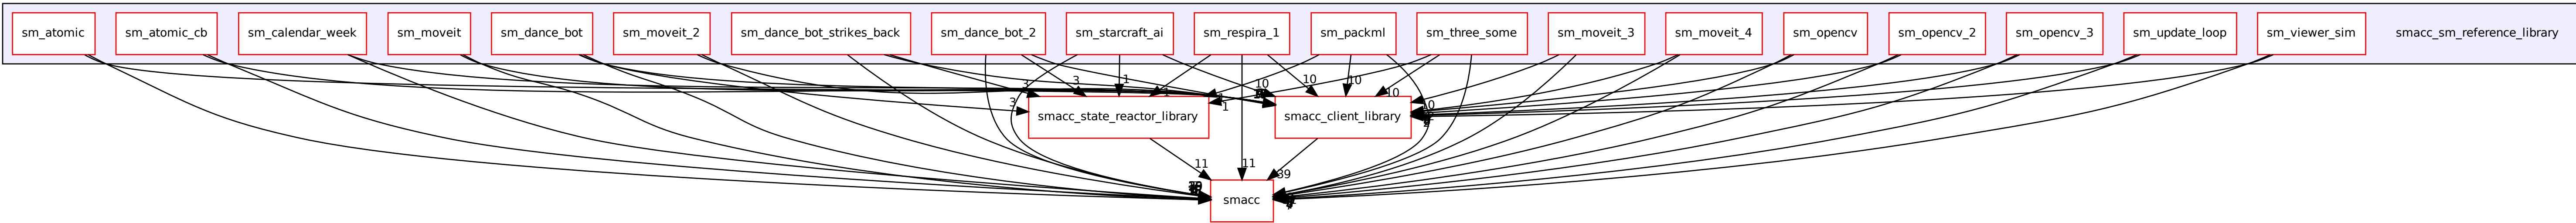 sm_atomic
sm_atomic_cb
sm_calendar_week
sm_moveit
sm_dance_bot
sm_moveit_2
sm_dance_bot_strikes_back
sm_dance_bot_2
sm_starcraft_ai
sm_respira_1
sm_packml
sm_three_some
sm_moveit_3
sm_moveit_4
sm_opencv
sm_opencv_2
sm_opencv_3
sm_update_loop
sm_viewer_sim
smacc_sm_reference_library
3
3
1
10
10
10
10
10
3
1
smacc_state_reactor_library
smacc_client_library
11
11
39
smacc